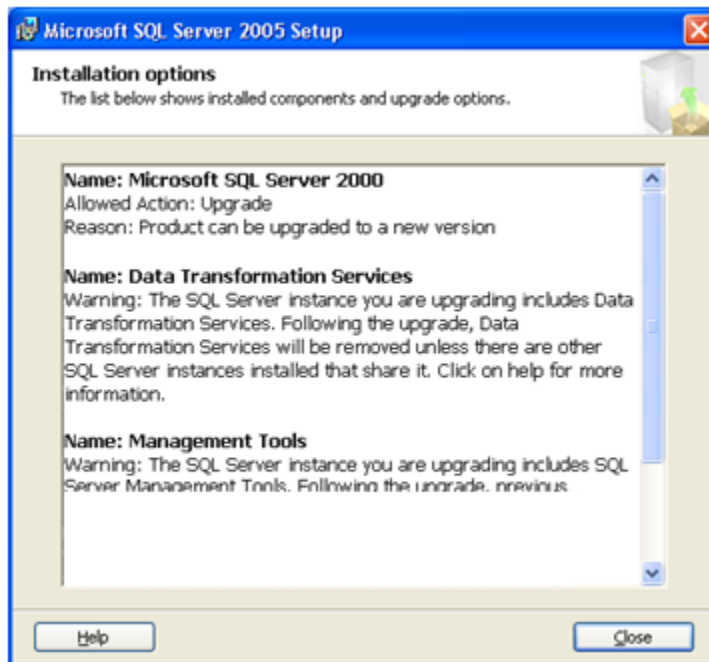 Microsoft SQL Server 2005 Setup
Installation options
The list below shows installed components and upgrade options.
Name: Microsoft SQL Server 2000
Allowed Action: Upgrade
Reason: Product can be upgraded to a new version
Name: Data Transformation Services
Warning: The SQL Server instance you are upgrading includes Data
Transformation Services. Following the upgrade, Data
Transformation Services will be removed unless there are other
SQL Server instances installed that share it. Click on help for more
information.
Name: Management Tools
Warning: The SQL Server instance you are upgrading includes SQL
Server Management Tools. Following the upgrade, previous
Help
Close